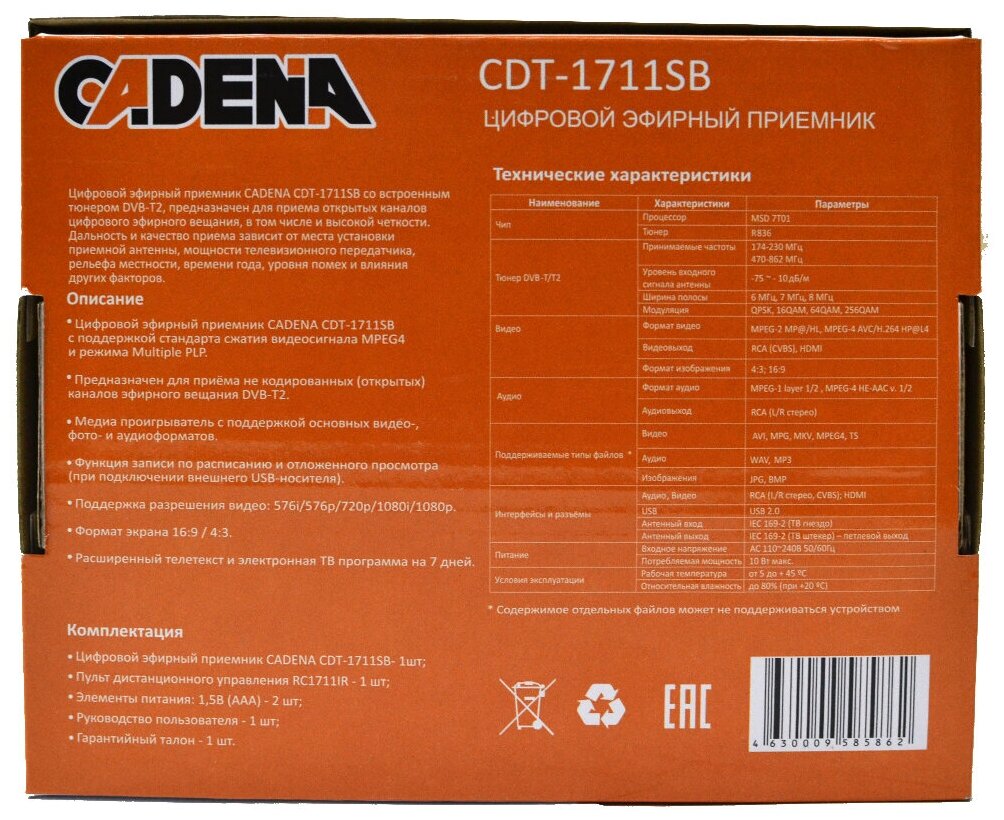 CADENA
CDT-1711SB
ЦИФРОВОЙ ЭФИРНЫЙ ПРИЕМНИК
Цифровой эфирный приемник CADENA CDT-1711SB со встроенным
тюнером DVB-T2, предназначен для приема открытых каналов
цифрового эфирного вещания, в том числе и высокой четкости.
Дальность и качество приема зависит от места установки
приемной антенны, мощности телевизионного передатчика,
рельефа местности, времени года, уровня помех и влияния
других факторов.
Описание
• Цифровой эфирный приемник CADENA CDT-1711SB
с поддержкой стандарта сжатия видеосигнала MPEG4
и режима Multiple PLP.
• Предназначен для приёма не кодированных (открытых)
каналов эфирного вещания DVB-T2.
• Медиа проигрыватель с поддержкой основных видео-,
фото- и аудиоформатов.
• Функция записи по расписанию и отложенного просмотра
(при подключении внешнего USB-носителя).
• Поддержка разрешения видео: 576i/576p/720p/1080i/1080p.
• Формат экрана 16:9 / 4:3.
• Расширенный телетекст и электронная ТВ программа на 7 дней.
Комплектация
• Цифровой эфирный приемник CADENA CDT-1711SB- 1шт;
• Пульт дистанционного управления RC1711IR - 1 шт;
• Элементы питания: 1,5В (AAA) - 2 шт;
• Руководство пользователя - 1 шт;
• Гарантийный талон - 1 шт.
Технические характеристики
Наименование Характеристики Параметры
Чип Процессор MSD 7T01
Тюнер R836
Тюнер DVB-T/T2 Принимаемые частоты 174-230 МГц
470-862 МГц
Уровень входного
сигнала антенны -75 ~ - 10 дБ/м
Ширина полосы 6 МГц, 7 МГц, 8 МГц
Модуляция QPSK, 16QAM, 64QAM, 256QAM
Видео Формат видео MPEG-2 MP@/HL, MPEG-4 AVC/H.264 HP@L4
Видеовыход RCA (CVBS), HDMI
Формат изображения 4:3; 16:9
Аудио Формат аудио MPEG-1 layer 1/2 , MPEG-4 HE-AAC v. 1/2
Аудиовыход RCA (L/R стерео)
Поддерживаемые типы файлов * Видео AVI, MPG, MKV, MPEG4, TS
Аудио WAV, MP3
Изображения JPG, BMP
Интерфейсы и разъёмы Аудио, Видео RCA (L/R стерео, CVBS); HDMI
USB USB 2.0
Антенный вход IEC 169-2 (ТВ гнездо)
Антенный выход IEC 169-2 (ТВ штекер) – петлевой выход
Питание Входное напряжение AC 110~240В 50/60Гц
Потребляемая мощность 10 Вт макс.
Условия эксплуатации Рабочая температура от 5 до + 45 ºC
Относительная влажность до 80% (при +20 ºC)
* Содержимое отдельных файлов может не поддерживаться устройством
EAC
4 630009 585862